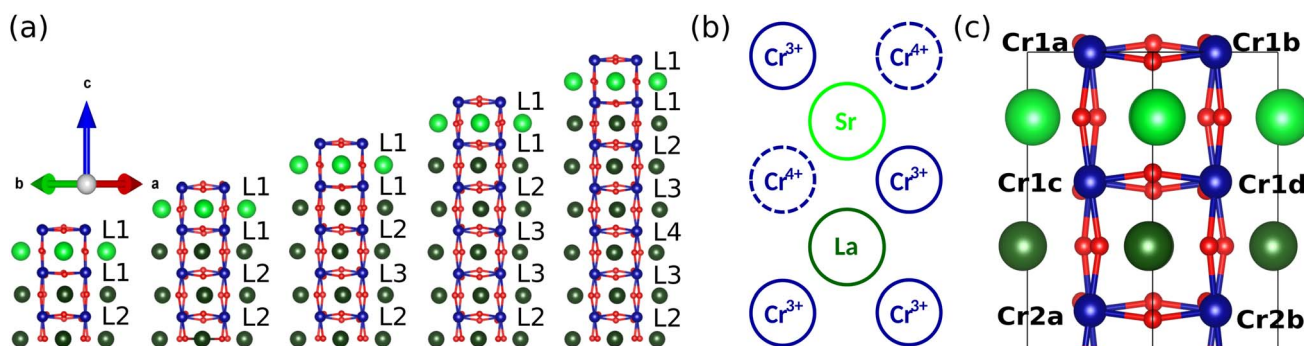 (a)
c
b
a
L1
L1
L2
L1
L1
L2
L2
L1
L1
L2
L3
L2
L1
L1
L2
L3
L3
L2
L1
L1
L2
L3
L4
L3
L2
(b)
Cr3+ Cr4+
Sr
Cr4+ Cr3+
La
Cr3+ Cr3+
(c)
Cr1a Cr1b
Cr1c Cr1d
Cr2a Cr2b